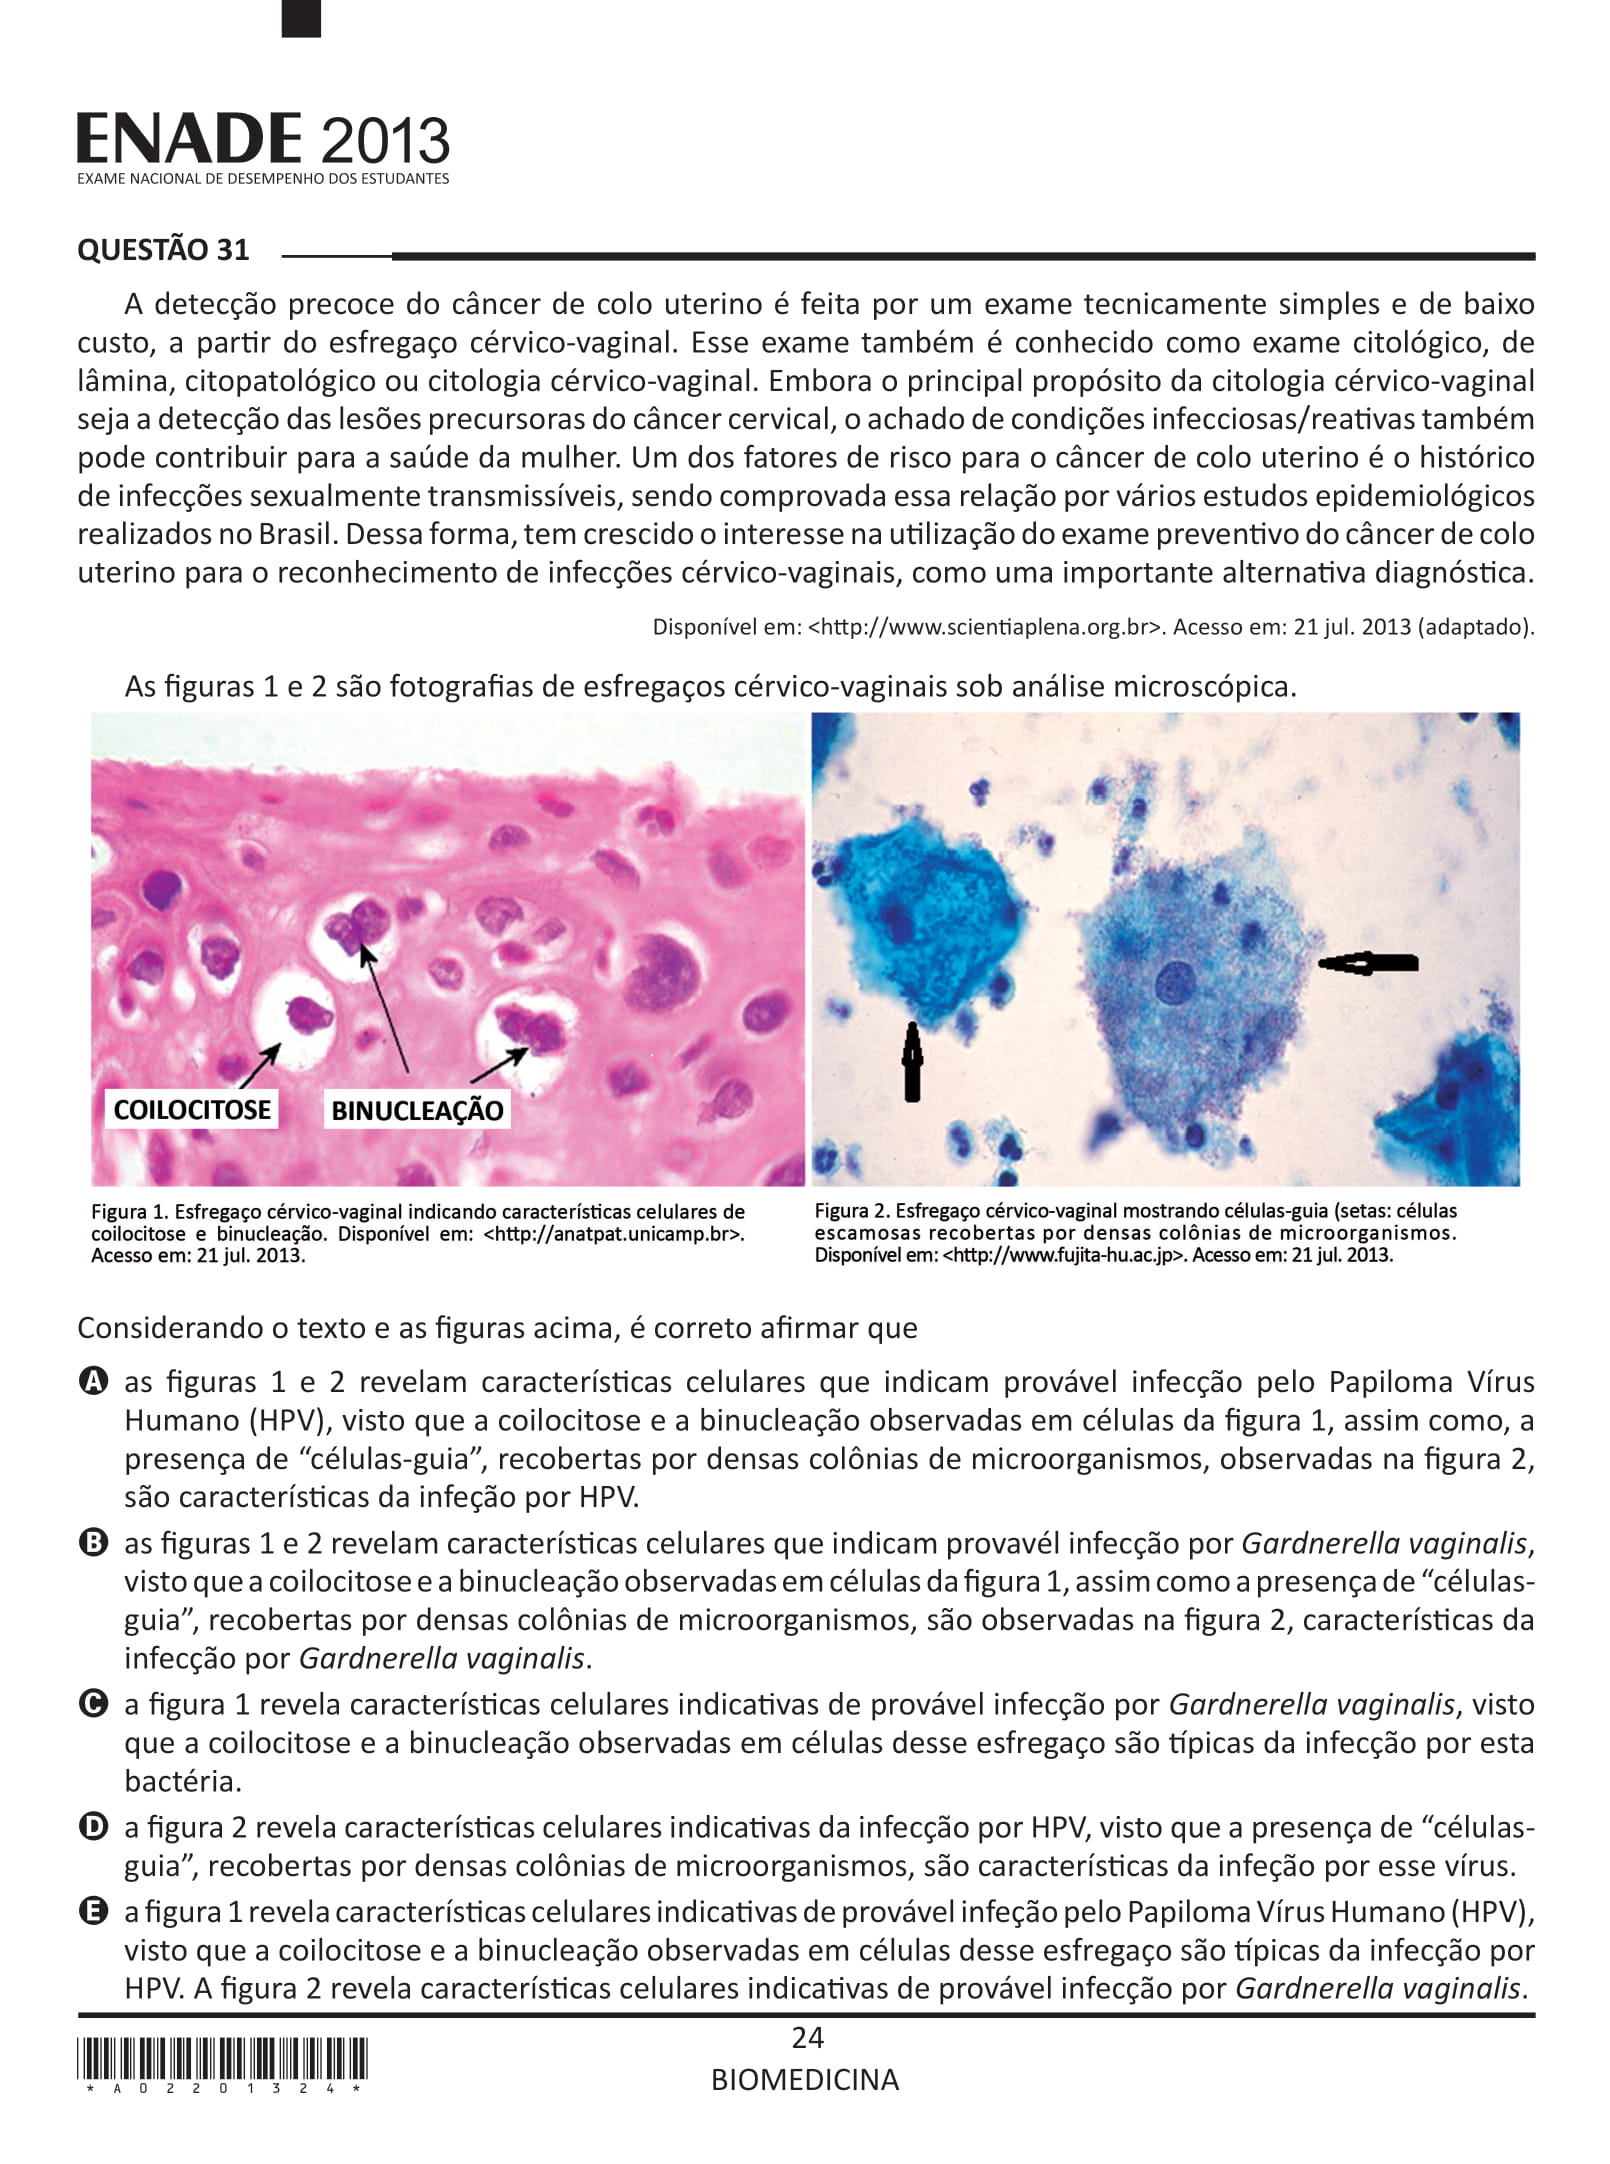 ENADE 2013
EXAME NACIONAL DE DESEMPENHO DOS ESTUDANTES
QUESTÃO 31
A detecção precoce do câncer de colo uterino é feita por um exame tecnicamente simples e de baixo
custo, a partir do esfregaço cérvico-vaginal. Esse exame também é conhecido como exame citológico, de
lâmina, citopatológico ou citologia cérvico-vaginal. Embora o principal propósito da citologia cérvico-vaginal
seja a detecção das lesões precursoras do câncer cervical, o achado de condições infecciosas/reativas também
pode contribuir para a saúde da mulher. Um dos fatores de risco para o câncer de colo uterino é o histórico
de infecções sexualmente transmissíveis, sendo comprovada essa relação por vários estudos epidemiológicos
realizados no Brasil. Dessa forma, tem crescido o interesse na utilização do exame preventivo do câncer de colo
uterino para o reconhecimento de infecções cérvico-vaginais, como uma importante alternativa diagnóstica.
Disponível em: <http://www.scientiaplena.org.br>. Acesso em: 21 jul. 2013 (adaptado).
As figuras 1 e 2 são fotografias de esfregaços cérvico-vaginais sob análise microscópica.
COILOCITOSE
BINUCLEAÇÃO
Figura 1. Esfregaço cérvico-vaginal indicando características celulares de
coilocitose e binucleação. Disponível em: <http://anatpat.unicamp.br>.
Acesso em: 21 jul. 2013.
Figura 2. Esfregaço cérvico-vaginal mostrando células-guia (setas: células
escamosas recobertas por densas colônias de microorganismos.
Disponível em: <http://www.fujita-hu.ac.jp>. Acesso em: 21 jul. 2013.
Considerando o texto e as figuras acima, é correto afirmar que
A as figuras 1 e 2 revelam características celulares que indicam provável infecção pelo Papiloma Vírus
Humano (HPV), visto que a coilocitose e a binucleação observadas em células da figura 1, assim como, a
presença de “células-guia”, recobertas por densas colônias de microorganismos, observadas na figura 2,
são características da infeção por HPV.
B as figuras 1 e 2 revelam características celulares que indicam provavél infecção por Gardnerella vaginalis,
visto que a coilocitose e a binucleação observadas em células da figura 1, assim como a presença de “células-
guia”, recobertas por densas colônias de microorganismos, são observadas na figura 2, características da
infecção por Gardnerella vaginalis.
C a figura 1 revela características celulares indicativas de provável infecção por Gardnerella vaginalis, visto
que a coilocitose e a binucleação observadas em células desse esfregaço são típicas da infecção por esta
bactéria.
D a figura 2 revela características celulares indicativas da infecção por HPV, visto que a presença de “células-
guia”, recobertas por densas colônias de microorganismos, são características da infeção por esse vírus.
E a figura 1 revela características celulares indicativas de provável infeção pelo Papiloma Vírus Humano (HPV),
visto que a coilocitose e a binucleação observadas em células desse esfregaço são típicas da infecção por
HPV. A figura 2 revela características celulares indicativas de provável infecção por Gardnerella vaginalis.
24
BIOMEDICINA
* A 0 2 2 0 1 3 2 4 *